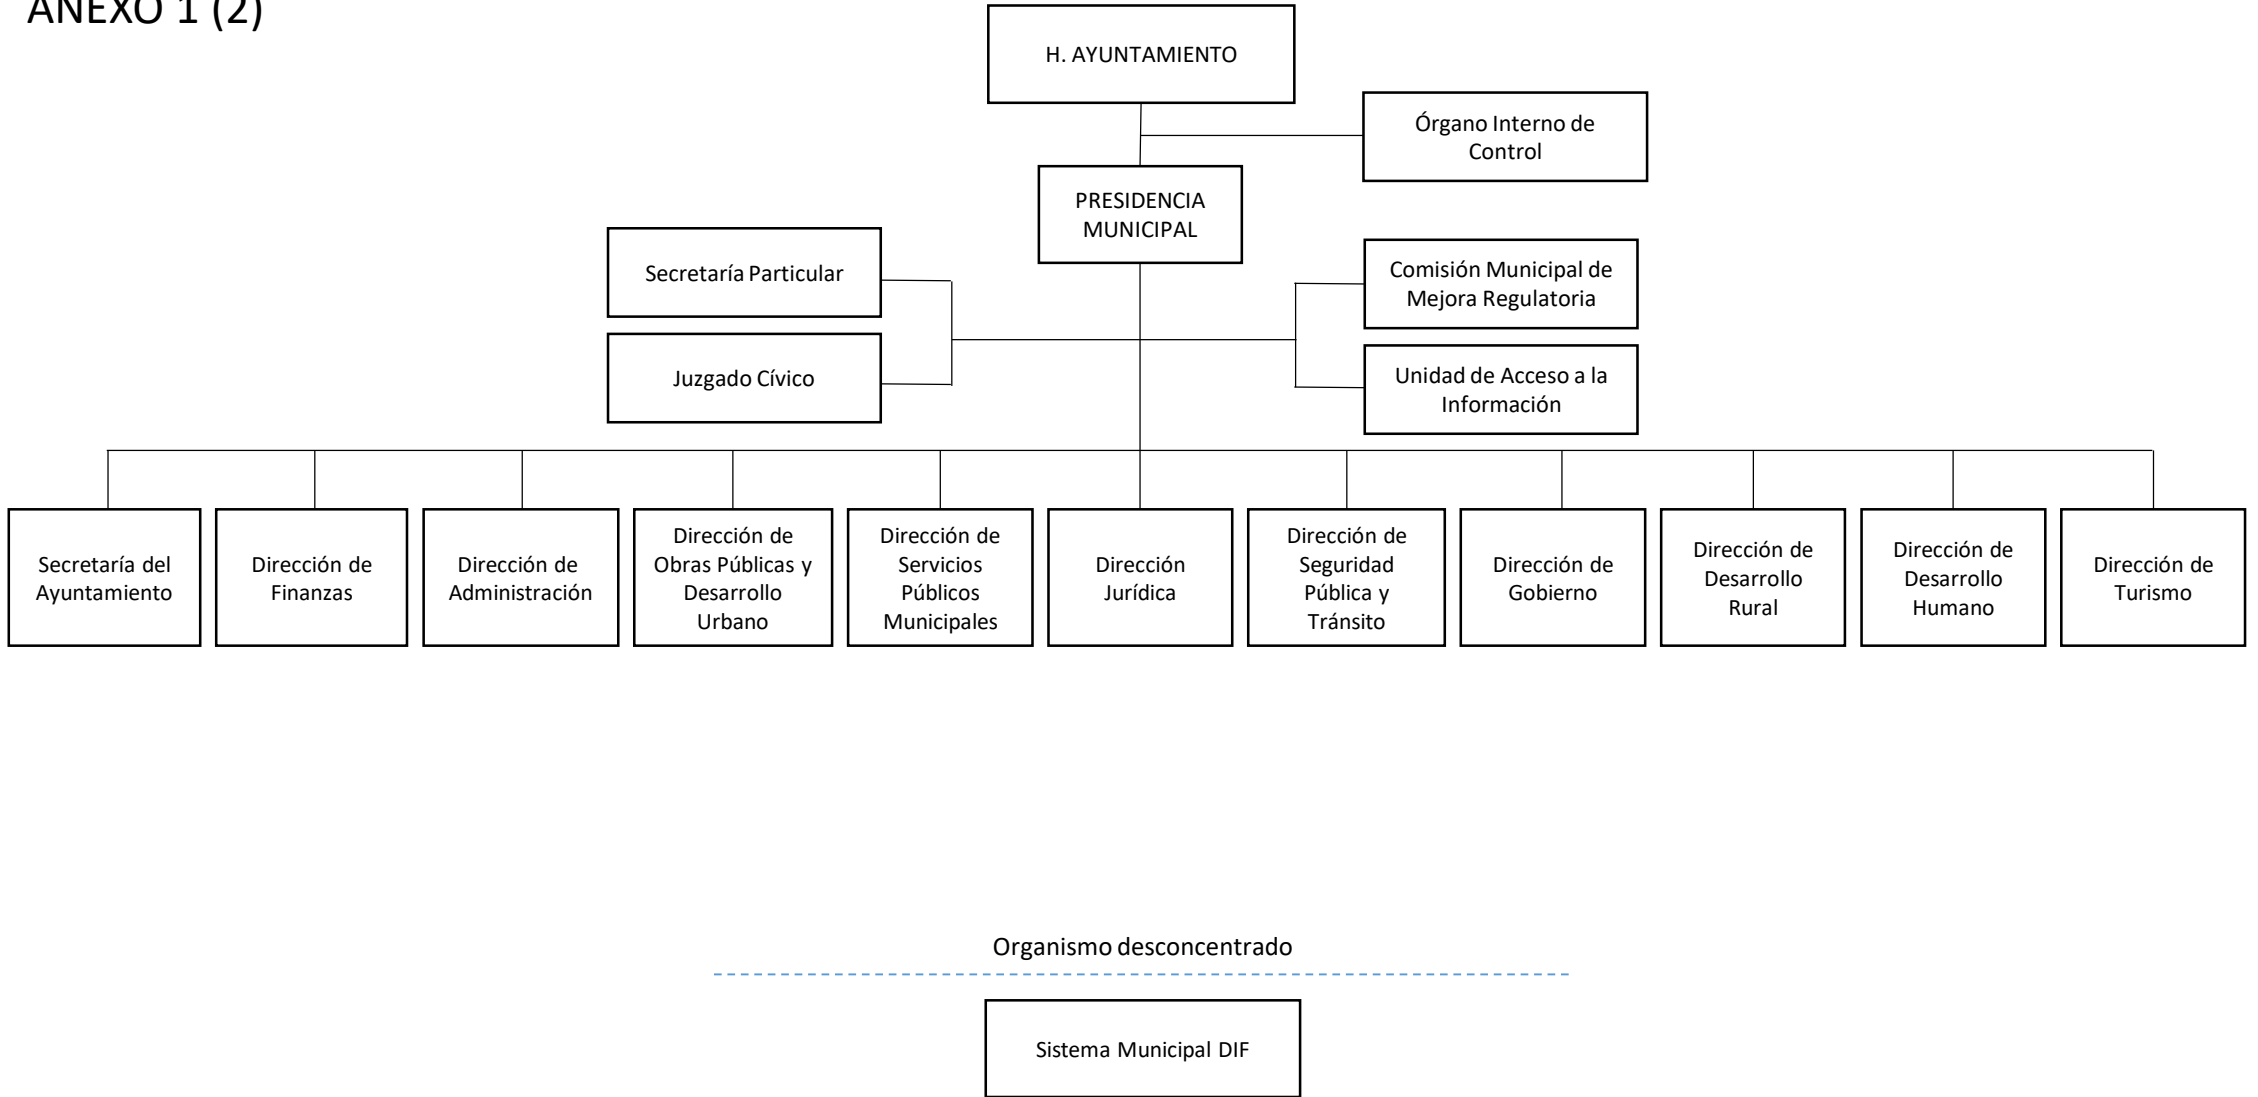 ANEXO 1 (2)
H. AYUNTAMIENTO
Órgano Interno de
Control
PRESIDENCIA
MUNICIPAL
Secretaría Particular
Comisión Municipal de
Mejora Regulatoria
Juzgado Cívico
Unidad de Acceso a la
Información
Secretaría del
Ayuntamiento
Dirección de
Finanzas
Dirección de
Administración
Dirección de
Obras Públicas y
Desarrollo
Urbano
Dirección de
Servicios
Públicos
Municipales
Dirección
Jurídica
Dirección de
Seguridad
Pública y
Tránsito
Dirección de
Gobierno
Dirección de
Desarrollo
Rural
Dirección de
Desarrollo
Humano
Dirección de
Turismo
Organismo desconcentrado
Sistema Municipal DIF